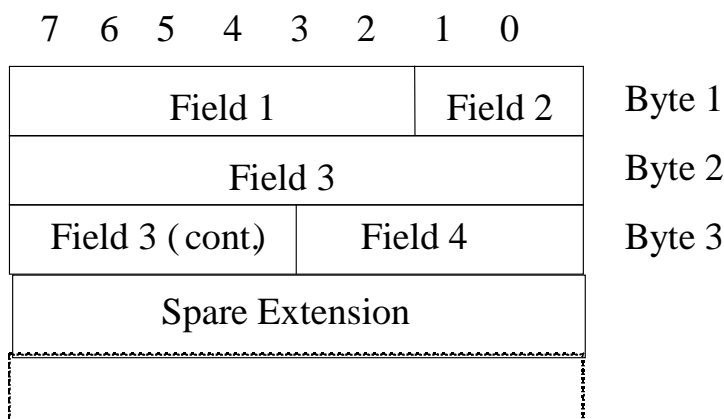 7 6 5 4 3 2 1 0
Field 1 Field 2 Byte 1
Field 3 Byte 2
Field 3 ( cont.) Field 4 Byte 3
Spare Extension